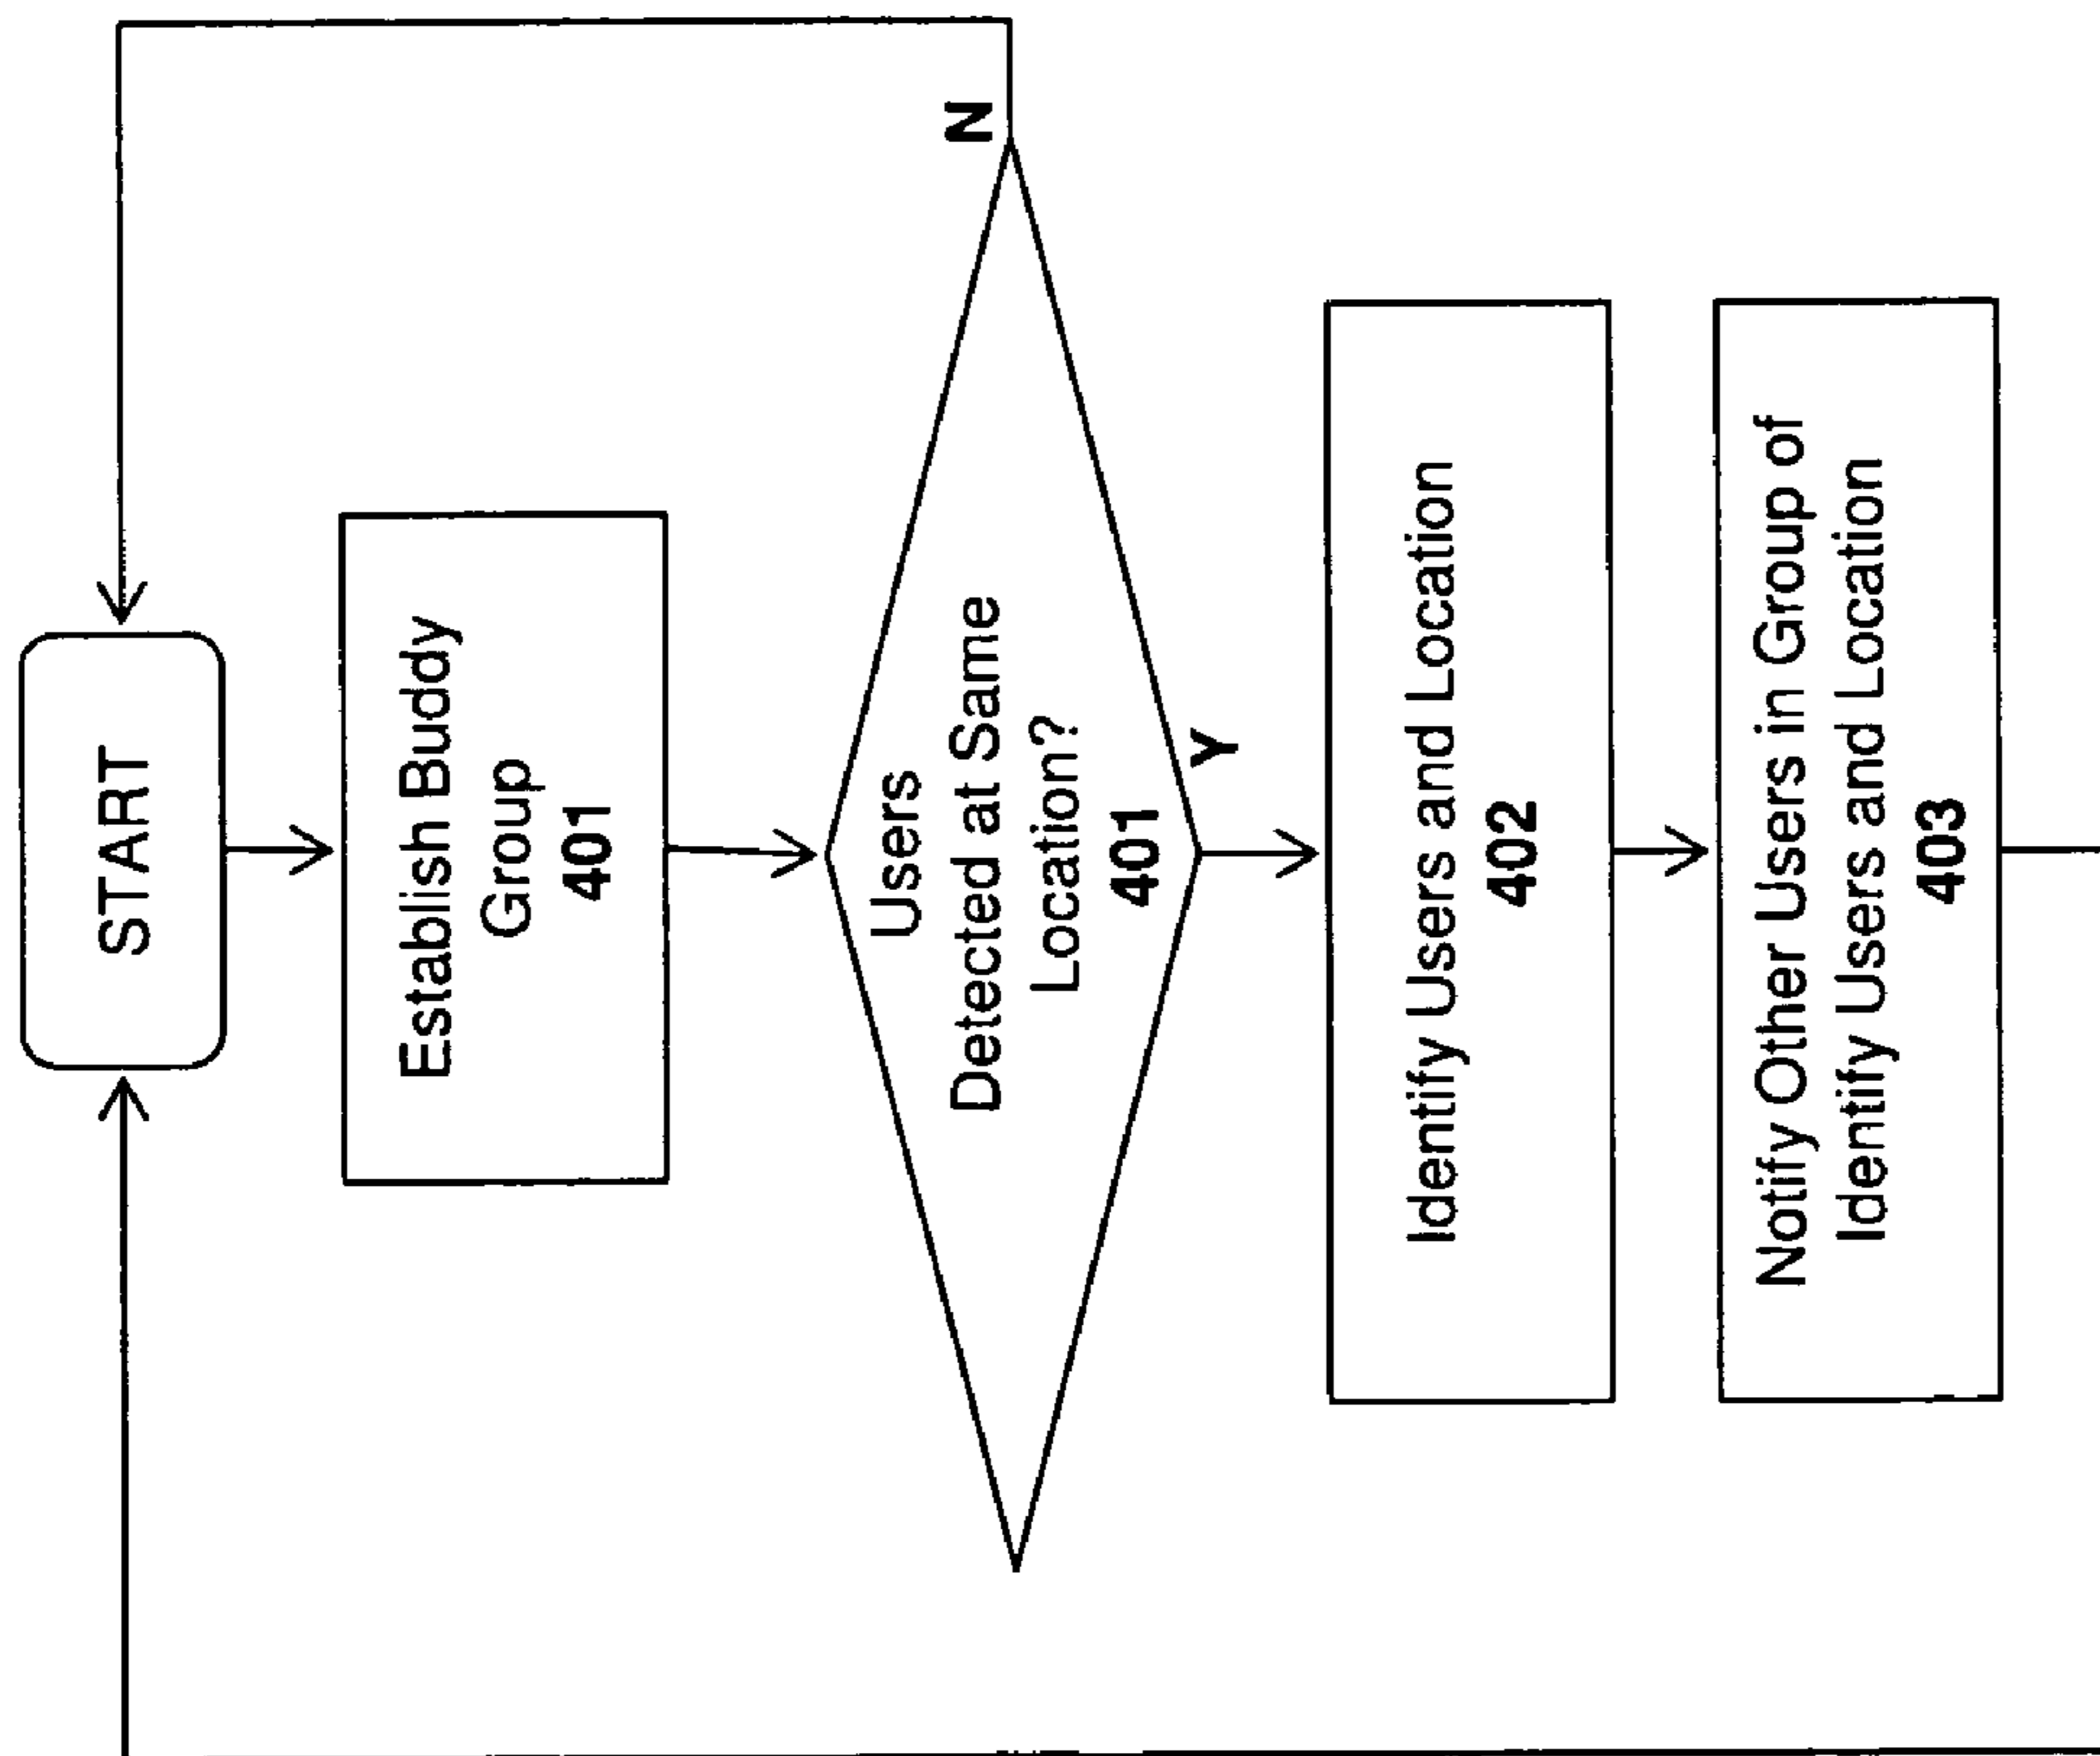 START
Establish Buddy
Group
401
Users
Detected at Same
Location?
401
N
Y
Identify Users and Location
402
Notify Other Users in Group of
Identify Users and Location
403